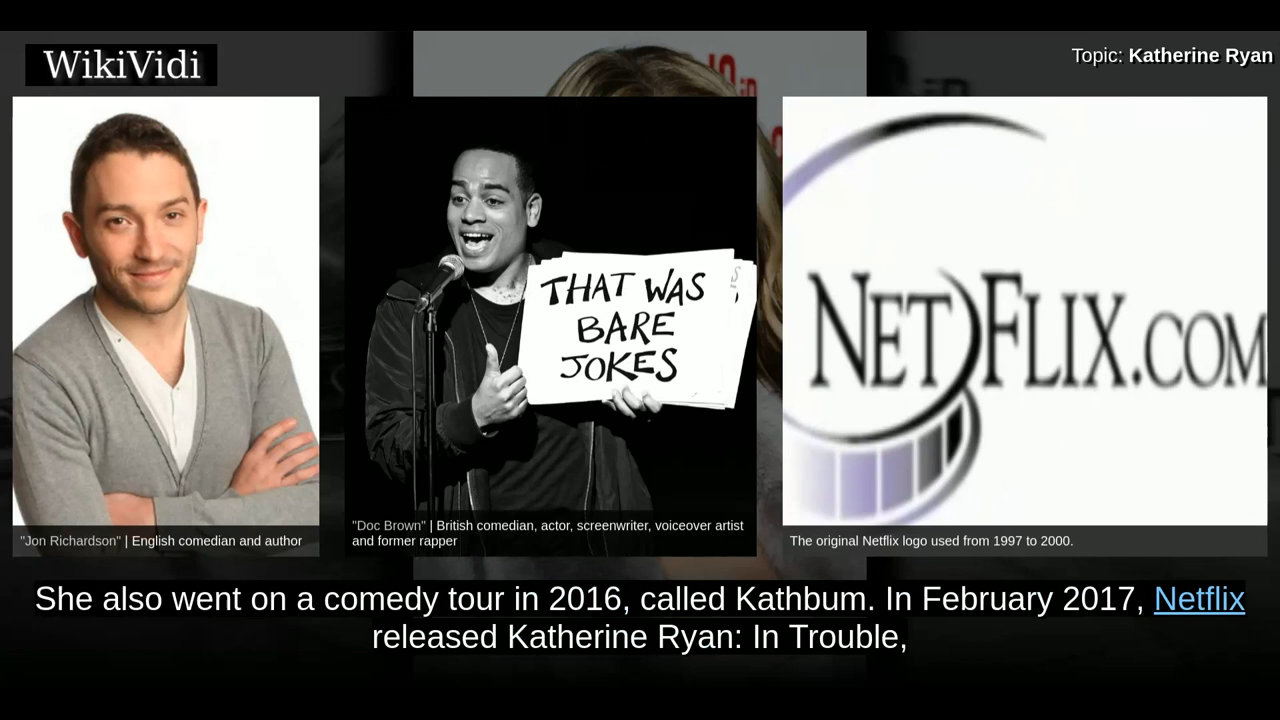 WikiVidi
Topic: Katherine Ryan
THAT WAS
BARE
JOKES
NETFLIX.COM
"Jon Richardson" | English comedian and author
"Doc Brown" | British comedian, actor, screenwriter, voiceover artist
and former rapper
The original Netflix logo used from 1997 to 2000.
She also went on a comedy tour in 2016, called Kathbum. In February 2017, Netflix
released Katherine Ryan: In Trouble,